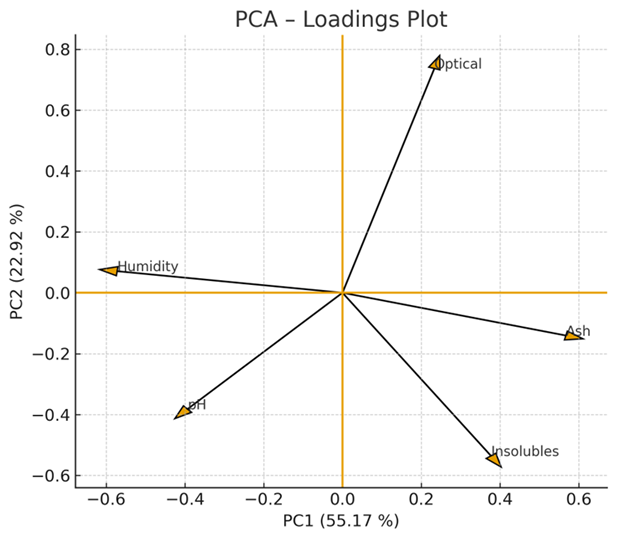 PCA – Loadings Plot
0.8
Optical
0.6
0.4
0.2
Humidity
0.0
Ash
−0.2
pH
−0.4
Insolubles
−0.6
PC2 (22.92 %)
−0.6 −0.4 −0.2 0.0 0.2 0.4 0.6
PC1 (55.17 %)